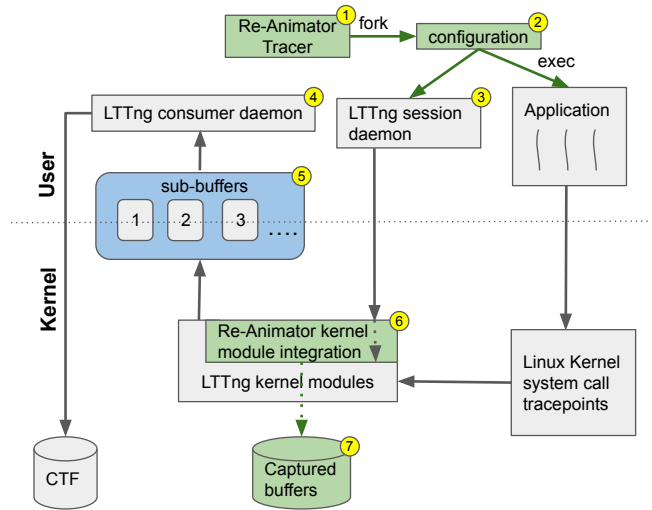 1
Re-Animator
Tracer
fork
2
configuration
exec
4
LTTng consumer daemon
3
LTTng session
daemon
Application
User
5
sub-buffers
1 2 3 ....
Kernel
6
Re-Animator kernel
module integration
LTTng kernel modules
Linux Kernel
system call
tracepoints
7
CTF
Captured
buffers